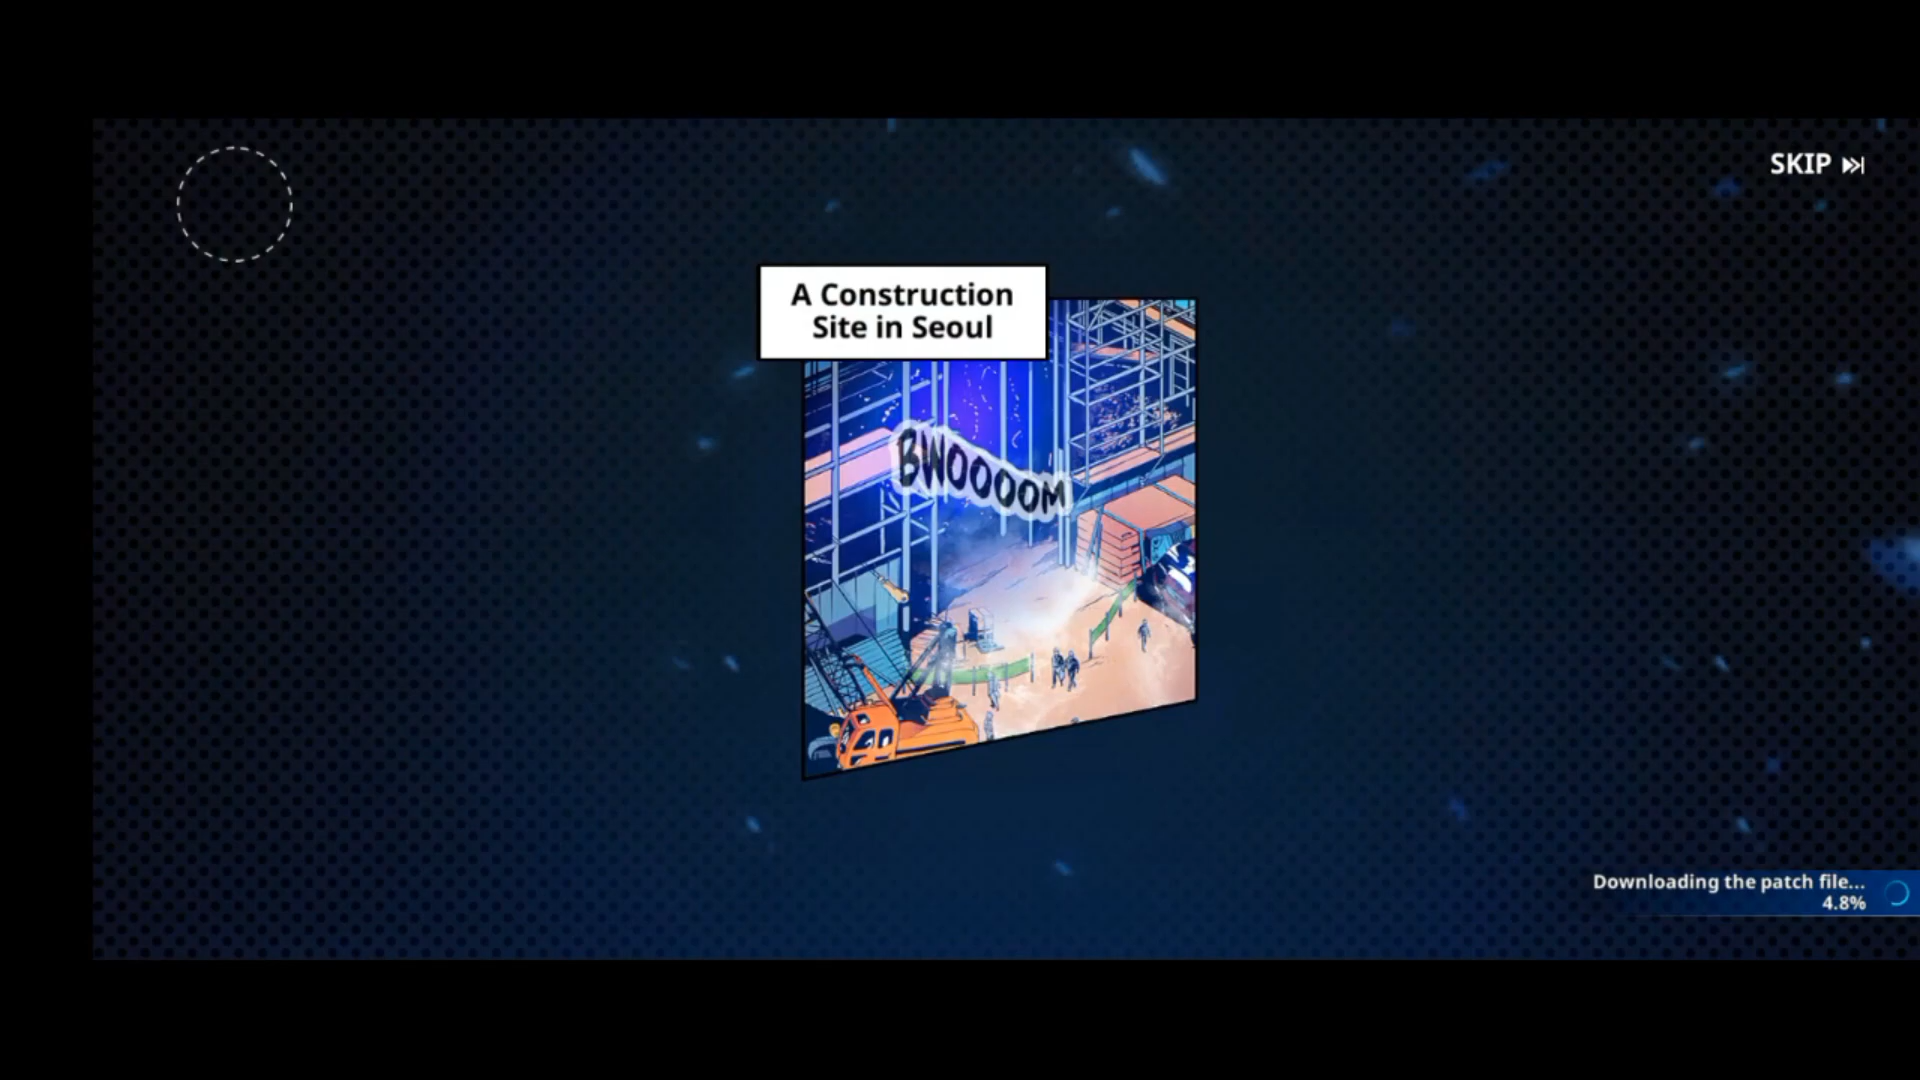 SKIP
A Construction
Site in Seoul
BWOOOOM
Downloading the patch file...
4.8%